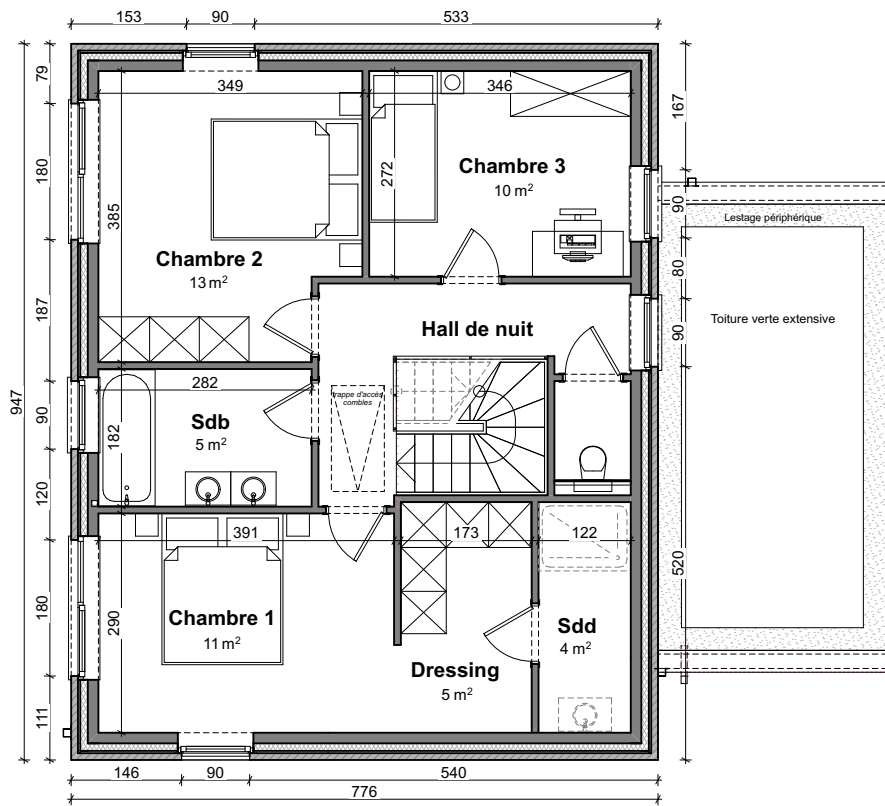 153
90
533
79
180
187
90
120
180
111
947
349
346
272
385
Chambre 3
10 m²
Chambre 2
13 m²
167
90
80
90
520
Lestage périphérique
Toiture verte extensive
Hall de nuit
282
182
Sdb
5 m²
trappe d'accès
combles
391
173
122
290
Chambre 1
11 m²
Dressing
5 m²
Sdd
4 m²
146
90
540
776